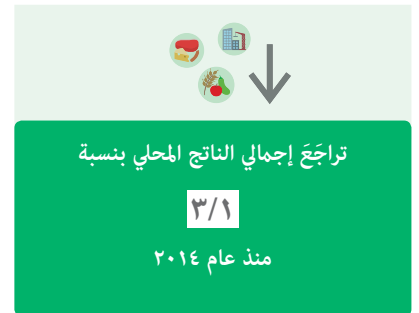 تراجَعَ إجمالي الناتج المحلي بنسبة
٣/١
منذ عام ٢٠١٤